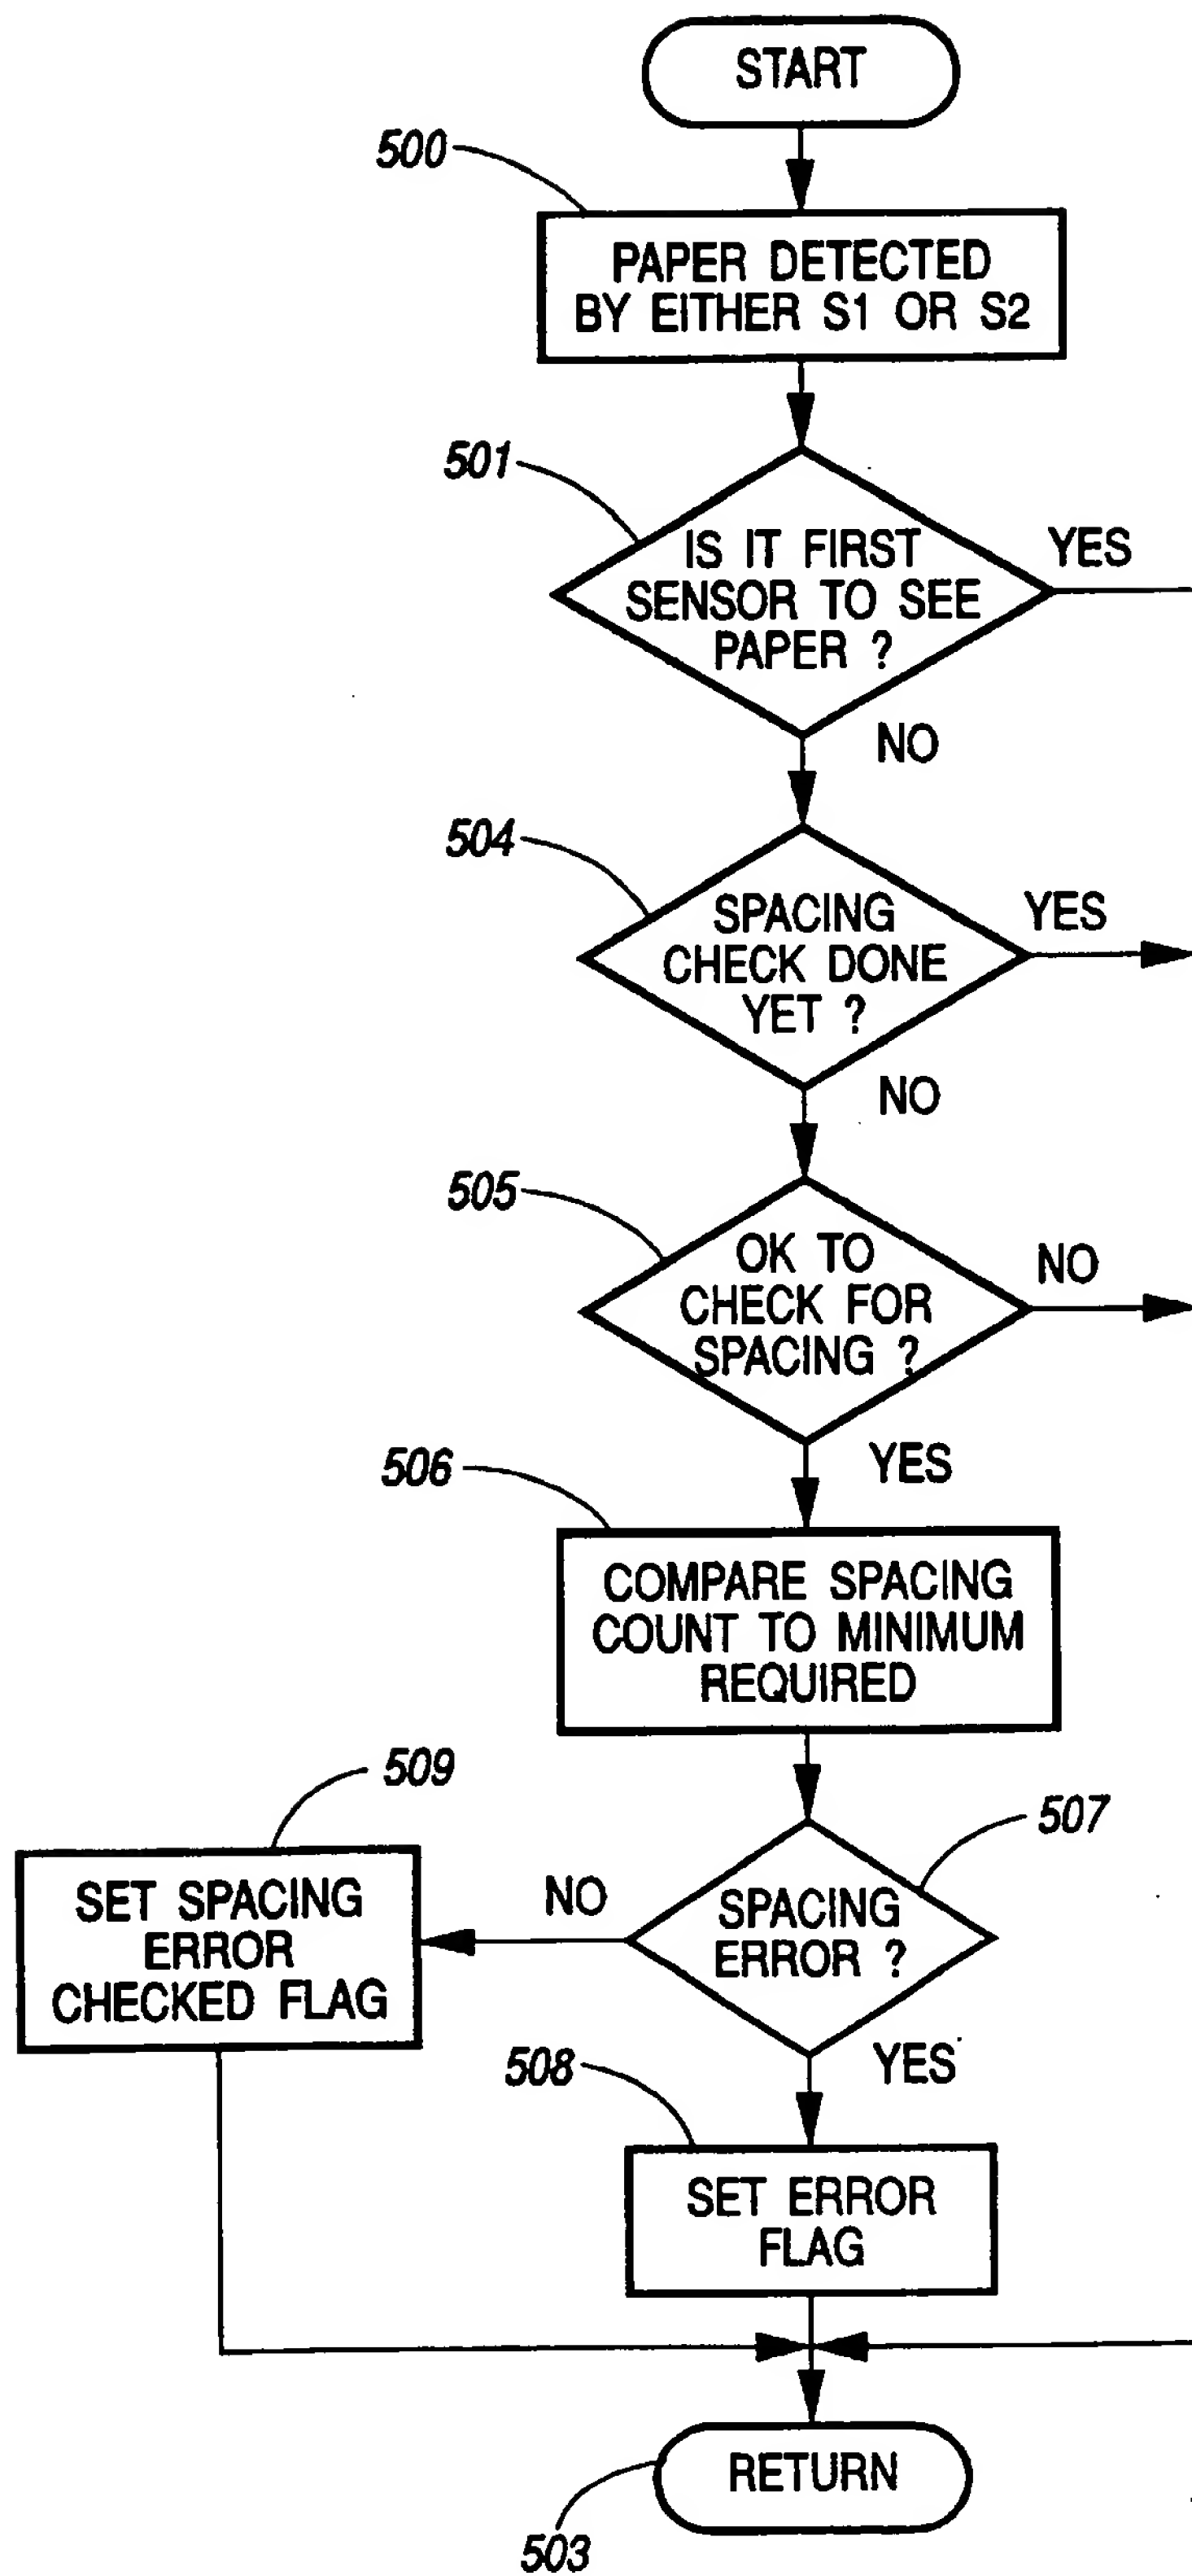 START
500
PAPER DETECTED
BY EITHER S1 OR S2
501
IS IT FIRST
SENSOR TO SEE
PAPER ?
YES
NO
504
SPACING
CHECK DONE
YET ?
YES
NO
505
OK TO
CHECK FOR
SPACING ?
NO
YES
506
COMPARE SPACING
COUNT TO MINIMUM
REQUIRED
509
507
SET SPACING
ERROR
CHECKED FLAG
NO
SPACING
ERROR ?
YES
508
SET ERROR
FLAG
RETURN
503